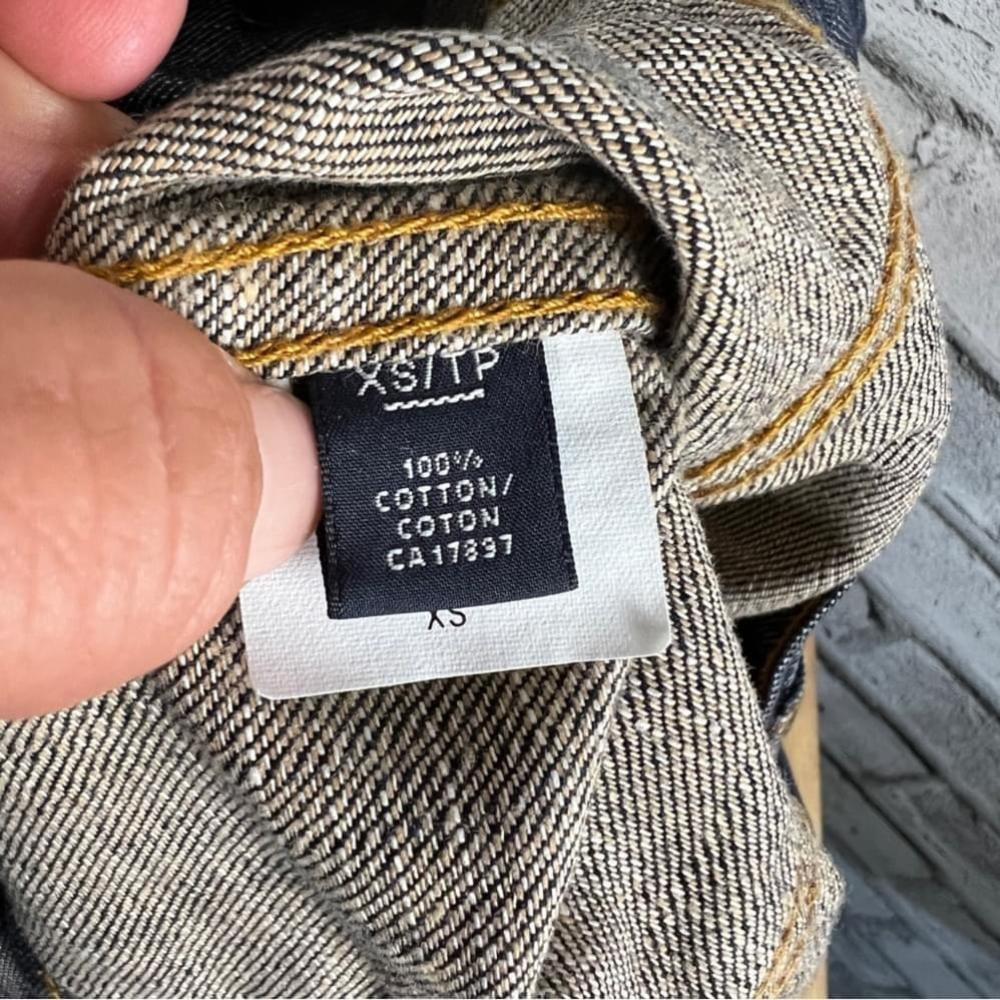 XS/TP
100%
COTTON/
COTON
CA17897
XS